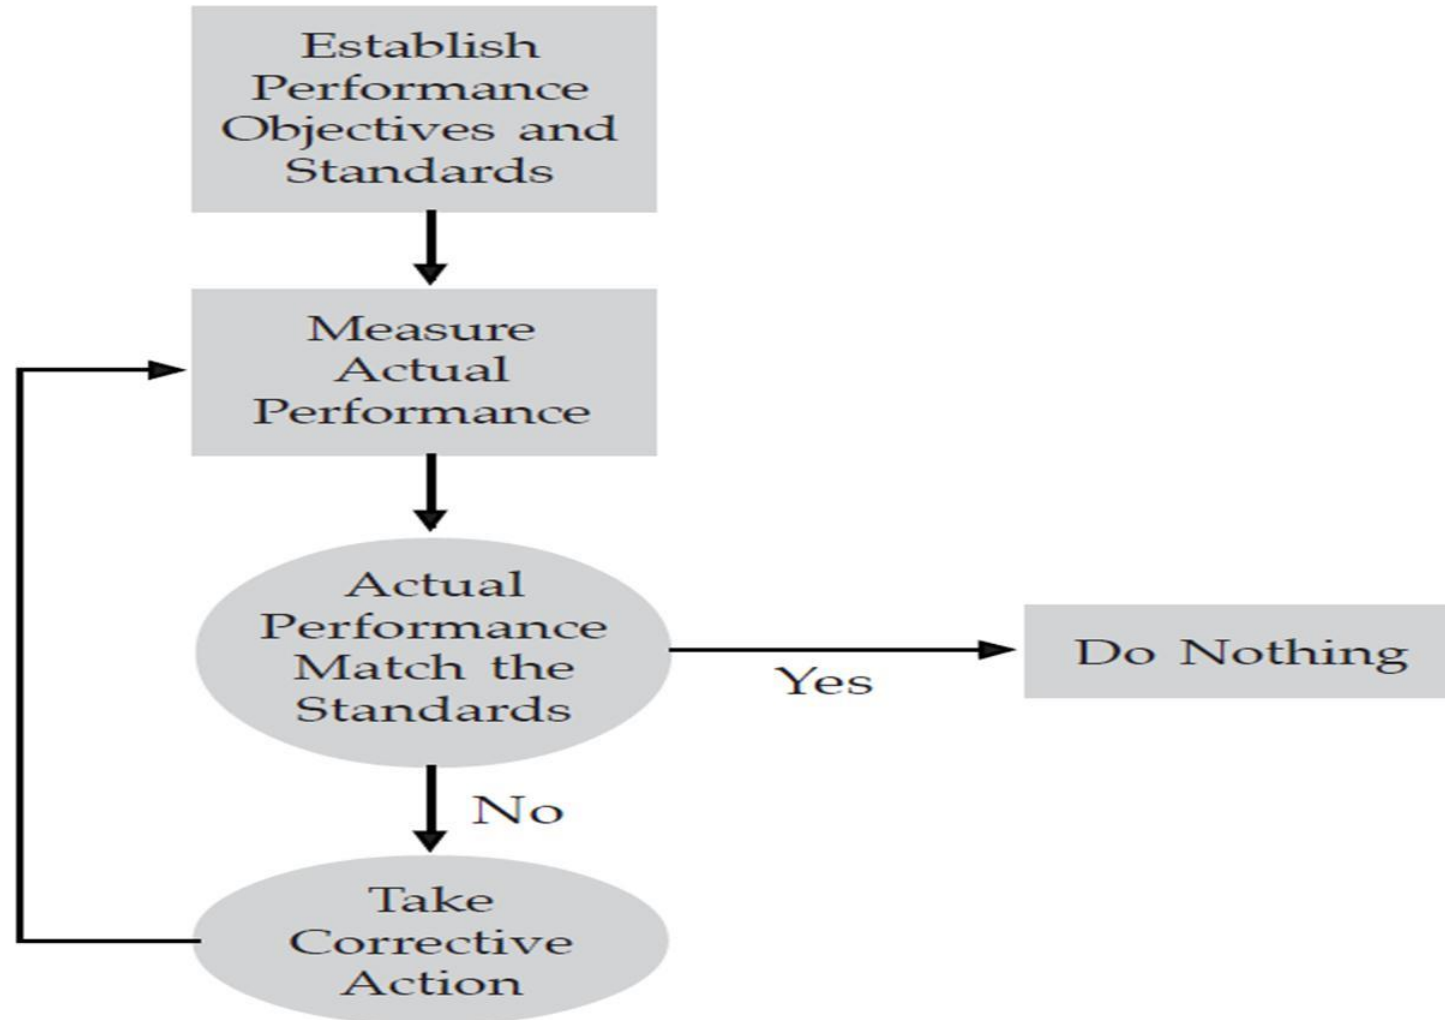 Establish
Performance
Objectives and
Standards
Measure
Actual
Performance
Actual
Performance
Match the
Standards
Yes
Do Nothing
No
Take
Corrective
Action